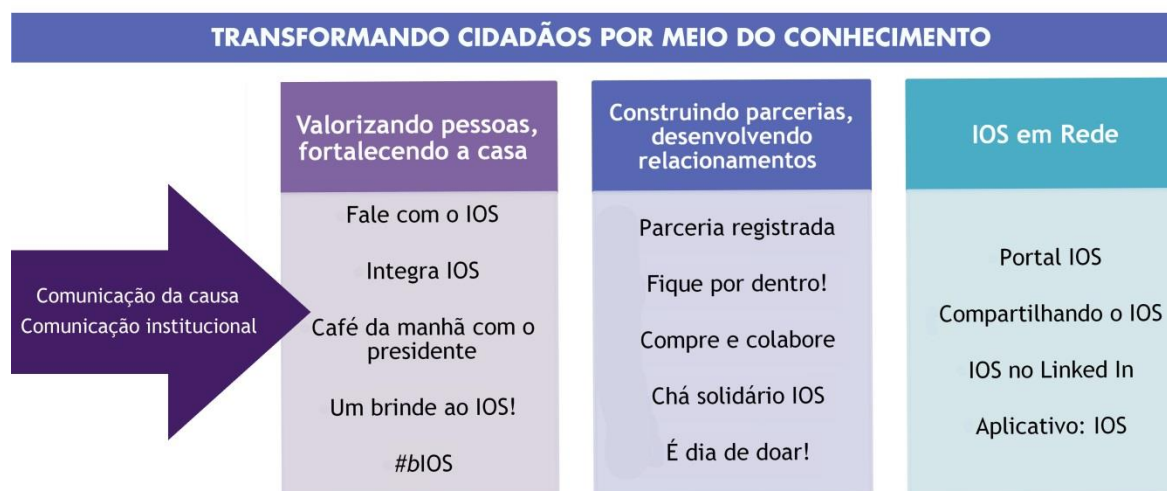 TRANSFORMANDO CIDADÃOS POR MEIO DO CONHECIMENTO
Comunicação da causa
Comunicação institucional
Valorizando pessoas,
fortalecendo a casa
Fale com o IOS
Integra IOS
Café da manhã com o
presidente
Um brinde ao IOS!
#bIOS
Construindo parcerias,
desenvolvendo
relacionamentos
Parceria registrada
Fique por dentro!
Compre e colabore
Chá solidário IOS
É dia de doar!
IOS em Rede
Portal IOS
Compartilhando o IOS
IOS no Linked In
Aplicativo: IOS